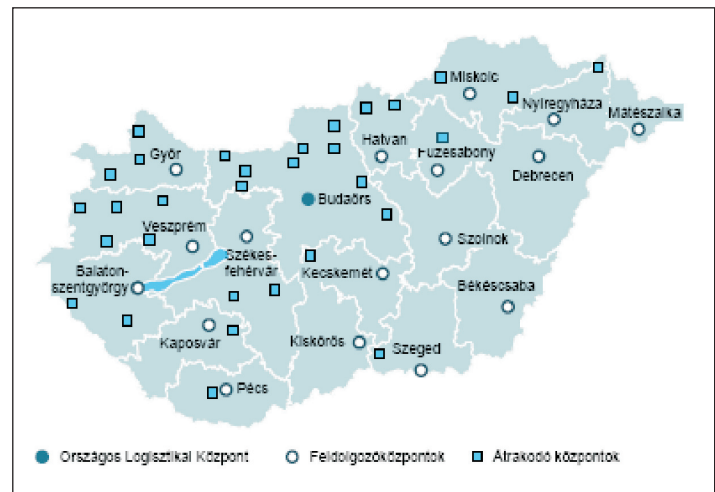 Miskolc
Nyíregyháza
Mátészalka
Győr
Hatvan
Füzesabony
Debrecen
Budaörs
Veszprém
Székes-
fehérvár
Szolnok
Balaton-
szentgyörgy
Kecskemét
Békéscsaba
Kaposvár
Kiskőrös
Szeged
Pécs
Országos Logisztikai Központ
Feldolgozóközpontok
Átrakodó központok